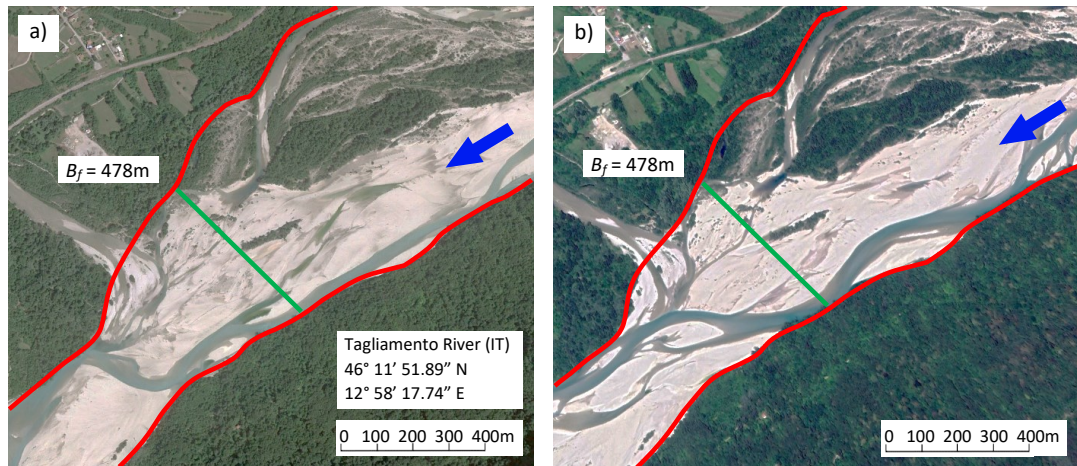 a)
B_f = 478m
Tagliamento River (IT)
46° 11’ 51.89” N
12° 58’ 17.74” E
0 100 200 300 400m
b)
B_f = 478m
0 100 200 300 400m